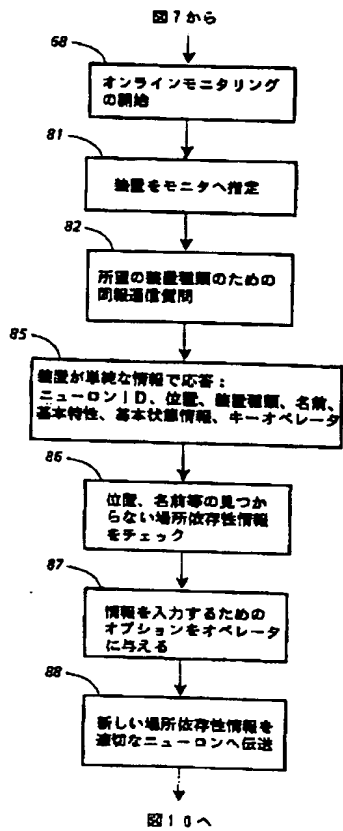 図7から
68
オンラインモニタリング
の開始
81
装置をモニタへ指定
82
所望の装置種類のための
同報通信質問
85
装置が単純な情報で応答：
ニューロンID、位置、装置種類、名前、
基本特性、基本状態情報、キーオペレータ
86
位置、名前等の見つか
らない場所依存性情報
をチェック
87
情報を入力するための
オプションをオペレータ
に与える
88
新しい場所依存性情報を
適切なニューロンへ伝送
図10へ